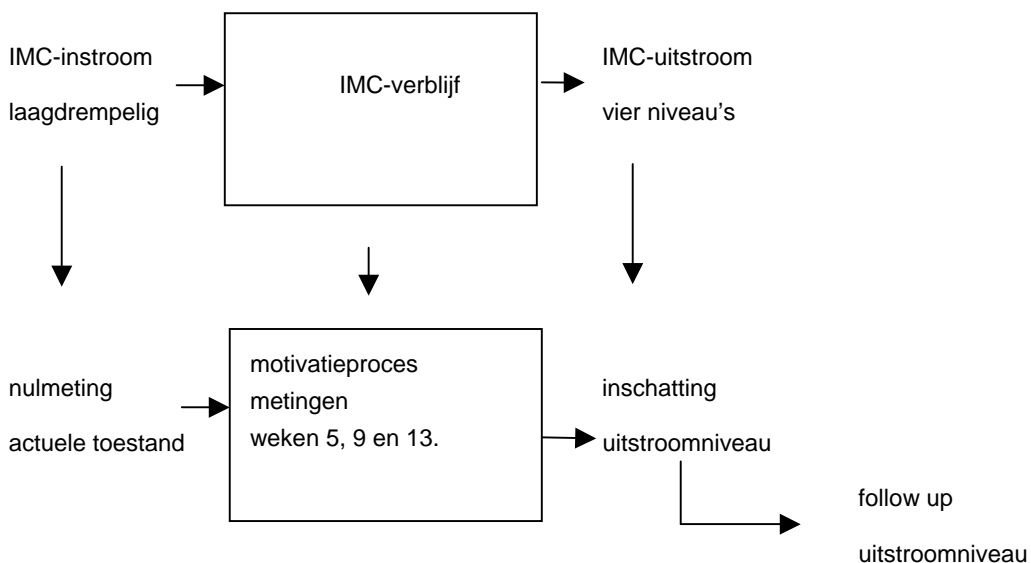 IMC-instroom
laagdrempelig
IMC-verblijf
IMC-uitstroom
vier niveau's
nulmeting
actuele toestand
motivatieproces
metingen
weken 5, 9 en 13.
inschatting
uitstroomniveau
follow up
uitstroomniveau